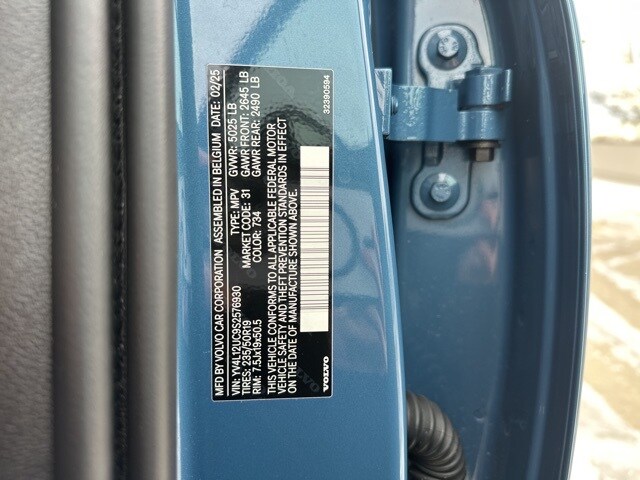 MFD BY VOLVO CAR CORPORATION ASSEMBLED IN BELGIUM DATE: 02/25
VIN: YV4L12UC9S2576930 TYPE: MPV GVWR: 5025 LB
TIRES: 235/50R19 MARKET CODE: 31 GAWR FRONT: 2645 LB
RIM: 7.5Jx19x50.5 COLOR: 734 GAWR REAR: 2490 LB
THIS VEHICLE CONFORMS TO ALL APPLICABLE FEDERAL MOTOR
VEHICLE SAFETY AND THEFT PREVENTION STANDARDS IN EFFECT
ON THE DATE OF MANUFACTURE SHOWN ABOVE.
VOLVO 32390594